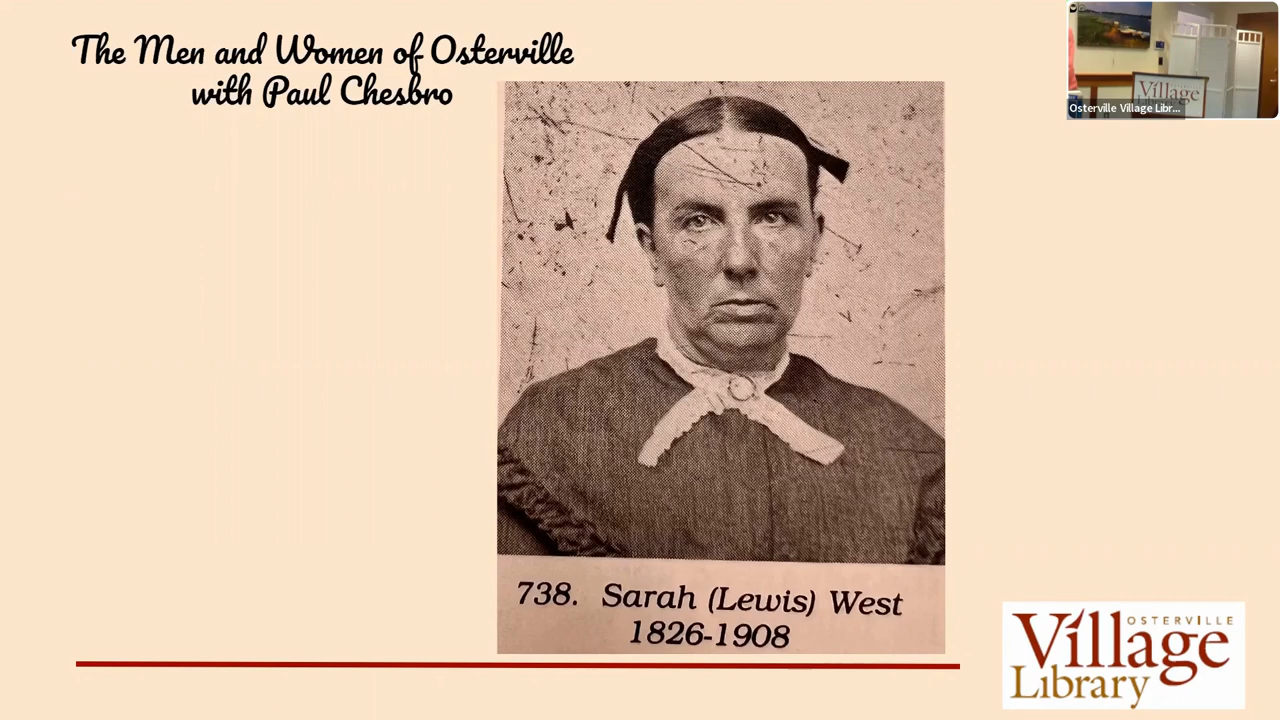 The Men and Women of Osterville
with Paul Chesbro
Village
Osterville Village Libr...
738. Sarah (Lewis) West
1826-1908
OSTERVILLE
Village
Library